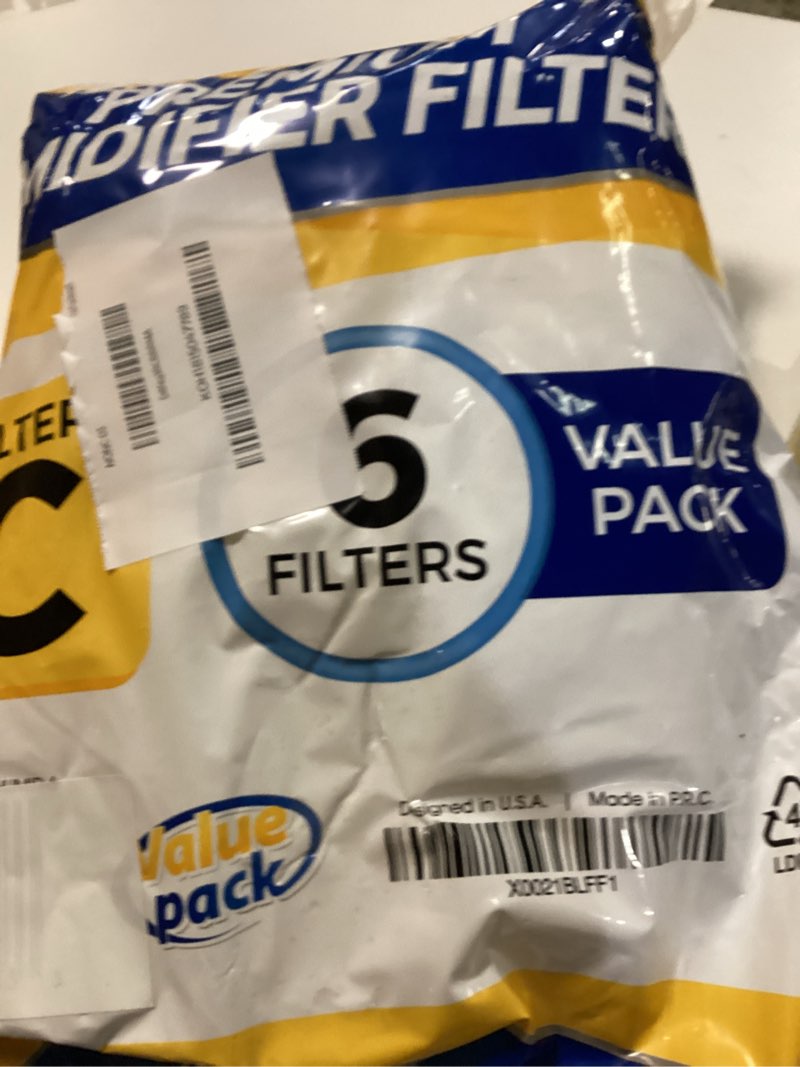 PREMIUM
MIDIFIER FILTER
LTER
C
6
FILTERS
VALUE
PACK
Value
pack
Designed in U.S.A. | Made in P.R.C.
X0021BLFF1
4
LD